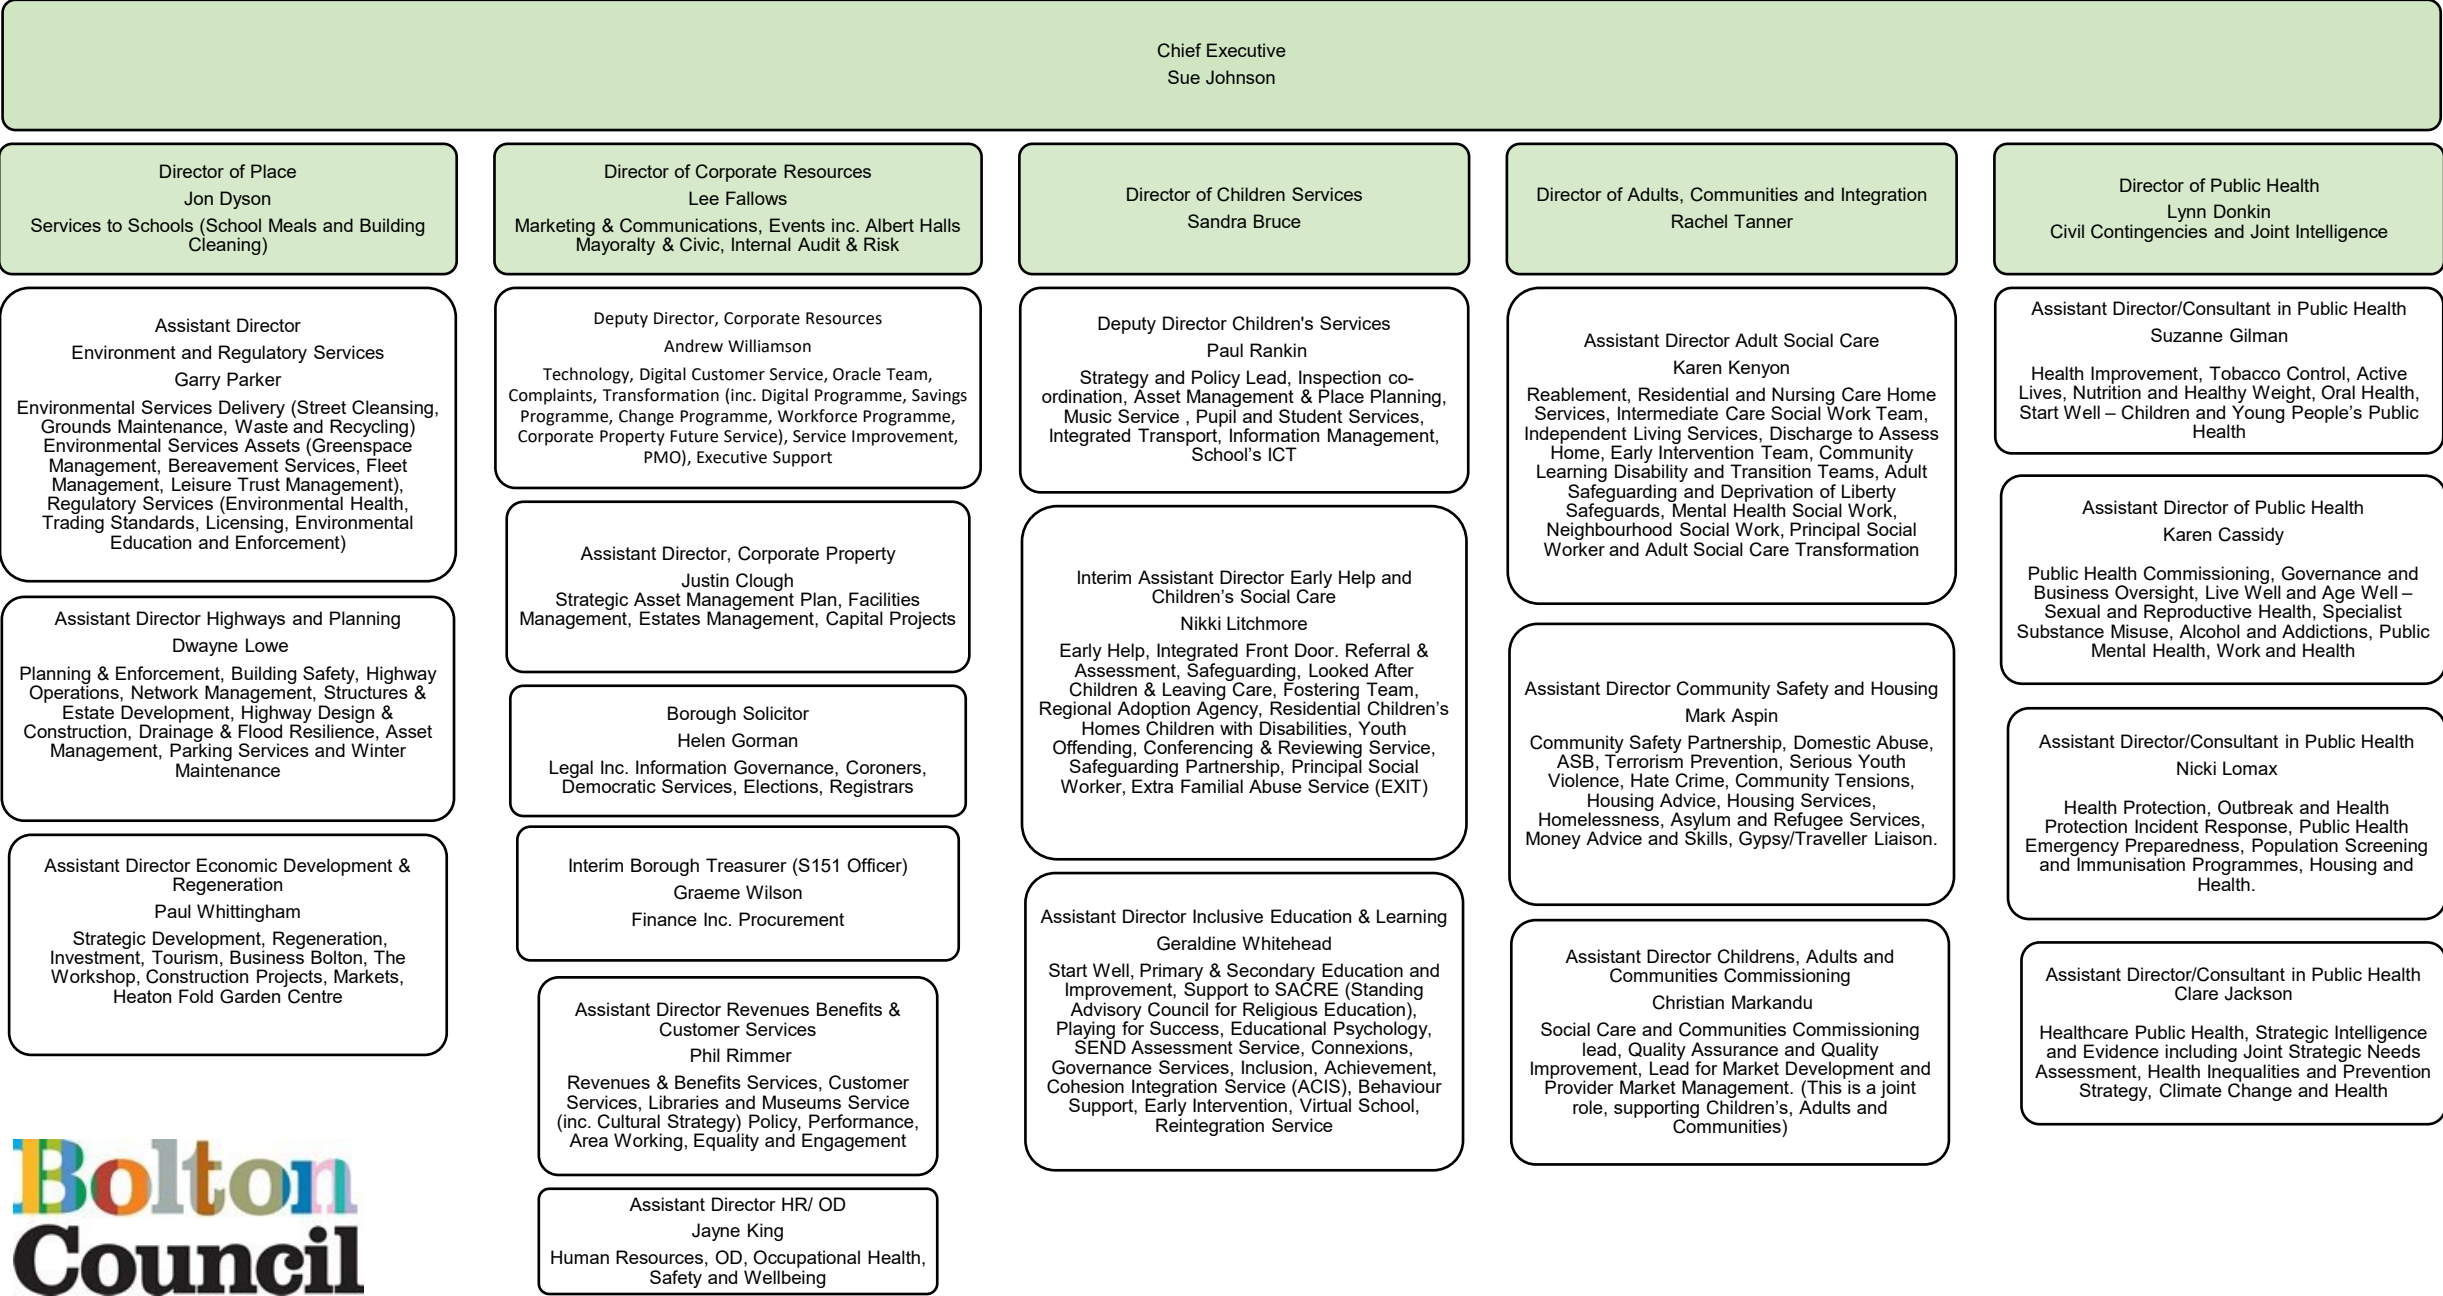 Chief Executive
Sue Johnson
Director of Place
Jon Dyson
Services to Schools (School Meals and Building
Cleaning)
Assistant Director
Environment and Regulatory Services
Garry Parker
Environmental Services Delivery (Street Cleansing,
Grounds Maintenance, Waste and Recycling)
Environmental Services Assets (Greenspace
Management, Bereavement Services, Fleet
Management, Leisure Trust Management),
Regulatory Services (Environmental Health,
Trading Standards, Licensing, Environmental
Education and Enforcement)
Assistant Director Highways and Planning
Dwayne Lowe
Planning & Enforcement, Building Safety, Highway
Operations, Network Management, Structures &
Estate Development, Highway Design &
Construction, Drainage & Flood Resilience, Asset
Management, Parking Services and Winter
Maintenance
Assistant Director Economic Development &
Regeneration
Paul Whittingham
Strategic Development, Regeneration,
Investment, Tourism, Business Bolton, The
Workshop, Construction Projects, Markets,
Heaton Fold Garden Centre
Director of Corporate Resources
Lee Fallows
Marketing & Communications, Events inc. Albert Halls
Mayoralty & Civic, Internal Audit & Risk
Deputy Director, Corporate Resources
Andrew Williamson
Technology, Digital Customer Service, Oracle Team,
Complaints, Transformation (inc. Digital Programme, Savings
Programme, Change Programme, Workforce Programme,
Corporate Property Future Service), Service Improvement,
PMO), Executive Support
Assistant Director, Corporate Property
Justin Clough
Strategic Asset Management Plan, Facilities
Management, Estates Management, Capital Projects
Borough Solicitor
Helen Gorman
Legal Inc. Information Governance, Coroners,
Democratic Services, Elections, Registrars
Interim Borough Treasurer (S151 Officer)
Graeme Wilson
Finance Inc. Procurement
Assistant Director Revenues Benefits &
Customer Services
Phil Rimmer
Revenues & Benefits Services, Customer
Services, Libraries and Museums Service
(inc. Cultural Strategy) Policy, Performance,
Area Working, Equality and Engagement
Assistant Director HR/ OD
Jayne King
Human Resources, OD, Occupational Health,
Safety and Wellbeing
Director of Children Services
Sandra Bruce
Deputy Director Children's Services
Paul Rankin
Strategy and Policy Lead, Inspection co-
ordination, Asset Management & Place Planning,
Music Service , Pupil and Student Services,
Integrated Transport, Information Management,
School’s ICT
Interim Assistant Director Early Help and
Children’s Social Care
Nikki Litchmore
Early Help, Integrated Front Door. Referral &
Assessment, Safeguarding, Looked After
Children & Leaving Care, Fostering Team,
Regional Adoption Agency, Residential Children’s
Homes Children with Disabilities, Youth
Offending, Conferencing & Reviewing Service,
Safeguarding Partnership, Principal Social
Worker, Extra Familial Abuse Service (EXIT)
Assistant Director Inclusive Education & Learning
Geraldine Whitehead
Start Well, Primary & Secondary Education and
Improvement, Support to SACRE (Standing
Advisory Council for Religious Education),
Playing for Success, Educational Psychology,
SEND Assessment Service, Connexions,
Governance Services, Inclusion, Achievement,
Cohesion Integration Service (ACIS), Behaviour
Support, Early Intervention, Virtual School,
Reintegration Service
Director of Adults, Communities and Integration
Rachel Tanner
Assistant Director Adult Social Care
Karen Kenyon
Reablement, Residential and Nursing Care Home
Services, Intermediate Care Social Work Team,
Independent Living Services, Discharge to Assess
Home, Early Intervention Team, Community
Learning Disability and Transition Teams, Adult
Safeguarding and Deprivation of Liberty
Safeguards, Mental Health Social Work,
Neighbourhood Social Work, Principal Social
Worker and Adult Social Care Transformation
Assistant Director Community Safety and Housing
Mark Aspin
Community Safety Partnership, Domestic Abuse,
ASB, Terrorism Prevention, Serious Youth
Violence, Hate Crime, Community Tensions,
Housing Advice, Housing Services,
Homelessness, Asylum and Refugee Services,
Money Advice and Skills, Gypsy/Traveller Liaison.
Assistant Director Childrens, Adults and
Communities Commissioning
Christian Markandu
Social Care and Communities Commissioning
lead, Quality Assurance and Quality
Improvement, Lead for Market Development and
Provider Market Management. (This is a joint
role, supporting Children’s, Adults and
Communities)
Director of Public Health
Lynn Donkin
Civil Contingencies and Joint Intelligence
Assistant Director/Consultant in Public Health
Suzanne Gilman
Health Improvement, Tobacco Control, Active
Lives, Nutrition and Healthy Weight, Oral Health,
Start Well – Children and Young People’s Public
Health
Assistant Director of Public Health
Karen Cassidy
Public Health Commissioning, Governance and
Business Oversight, Live Well and Age Well –
Sexual and Reproductive Health, Specialist
Substance Misuse, Alcohol and Addictions, Public
Mental Health, Work and Health
Assistant Director/Consultant in Public Health
Nicki Lomax
Health Protection, Outbreak and Health
Protection Incident Response, Public Health
Emergency Preparedness, Population Screening
and Immunisation Programmes, Housing and
Health.
Assistant Director/Consultant in Public Health
Clare Jackson
Healthcare Public Health, Strategic Intelligence
and Evidence including Joint Strategic Needs
Assessment, Health Inequalities and Prevention
Strategy, Climate Change and Health
Bolton
Council